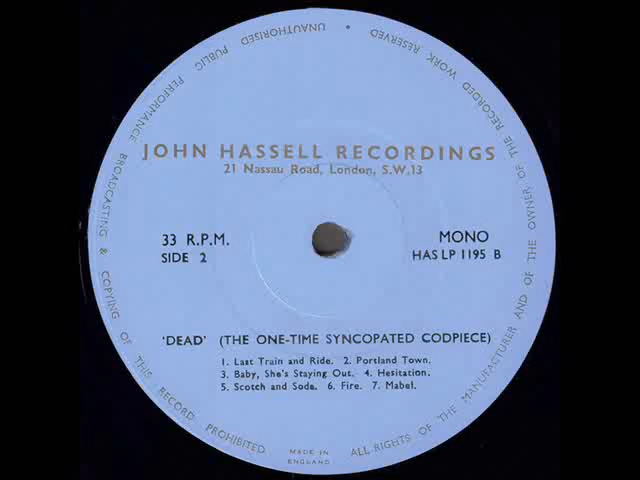 ALL RIGHTS OF THE MANUFACTURER AND OF THE OWNER OF THE RECORDED WORK RESERVED • UNAUTHORISED PUBLIC PERFORMANCE BROADCASTING & COPYING OF THIS RECORD PROHIBITED
JOHN HASSELL RECORDINGS
21 Nassau Road, London, S.W.13
33 R.P.M. MONO
SIDE 2 HAS LP 1195 B
'DEAD' (THE ONE-TIME SYNCOPATED CODPIECE)
1. Last Train and Ride. 2. Portland Town.
3. Baby, She's Staying Out. 4. Hesitation.
5. Scotch and Soda. 6. Fire. 7. Mabel.
MADE IN
ENGLAND